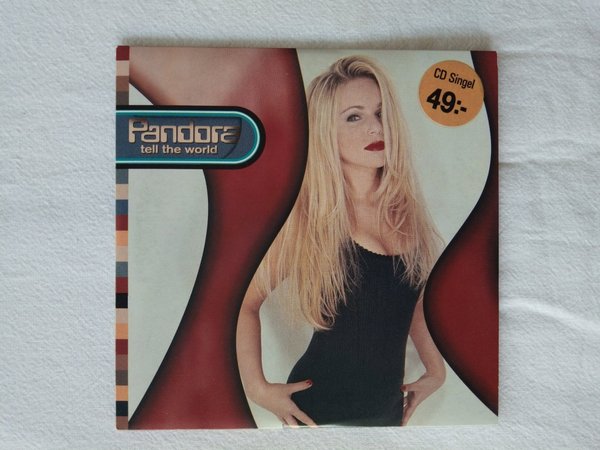 Pandora
tell the world
CD Singel
49:-